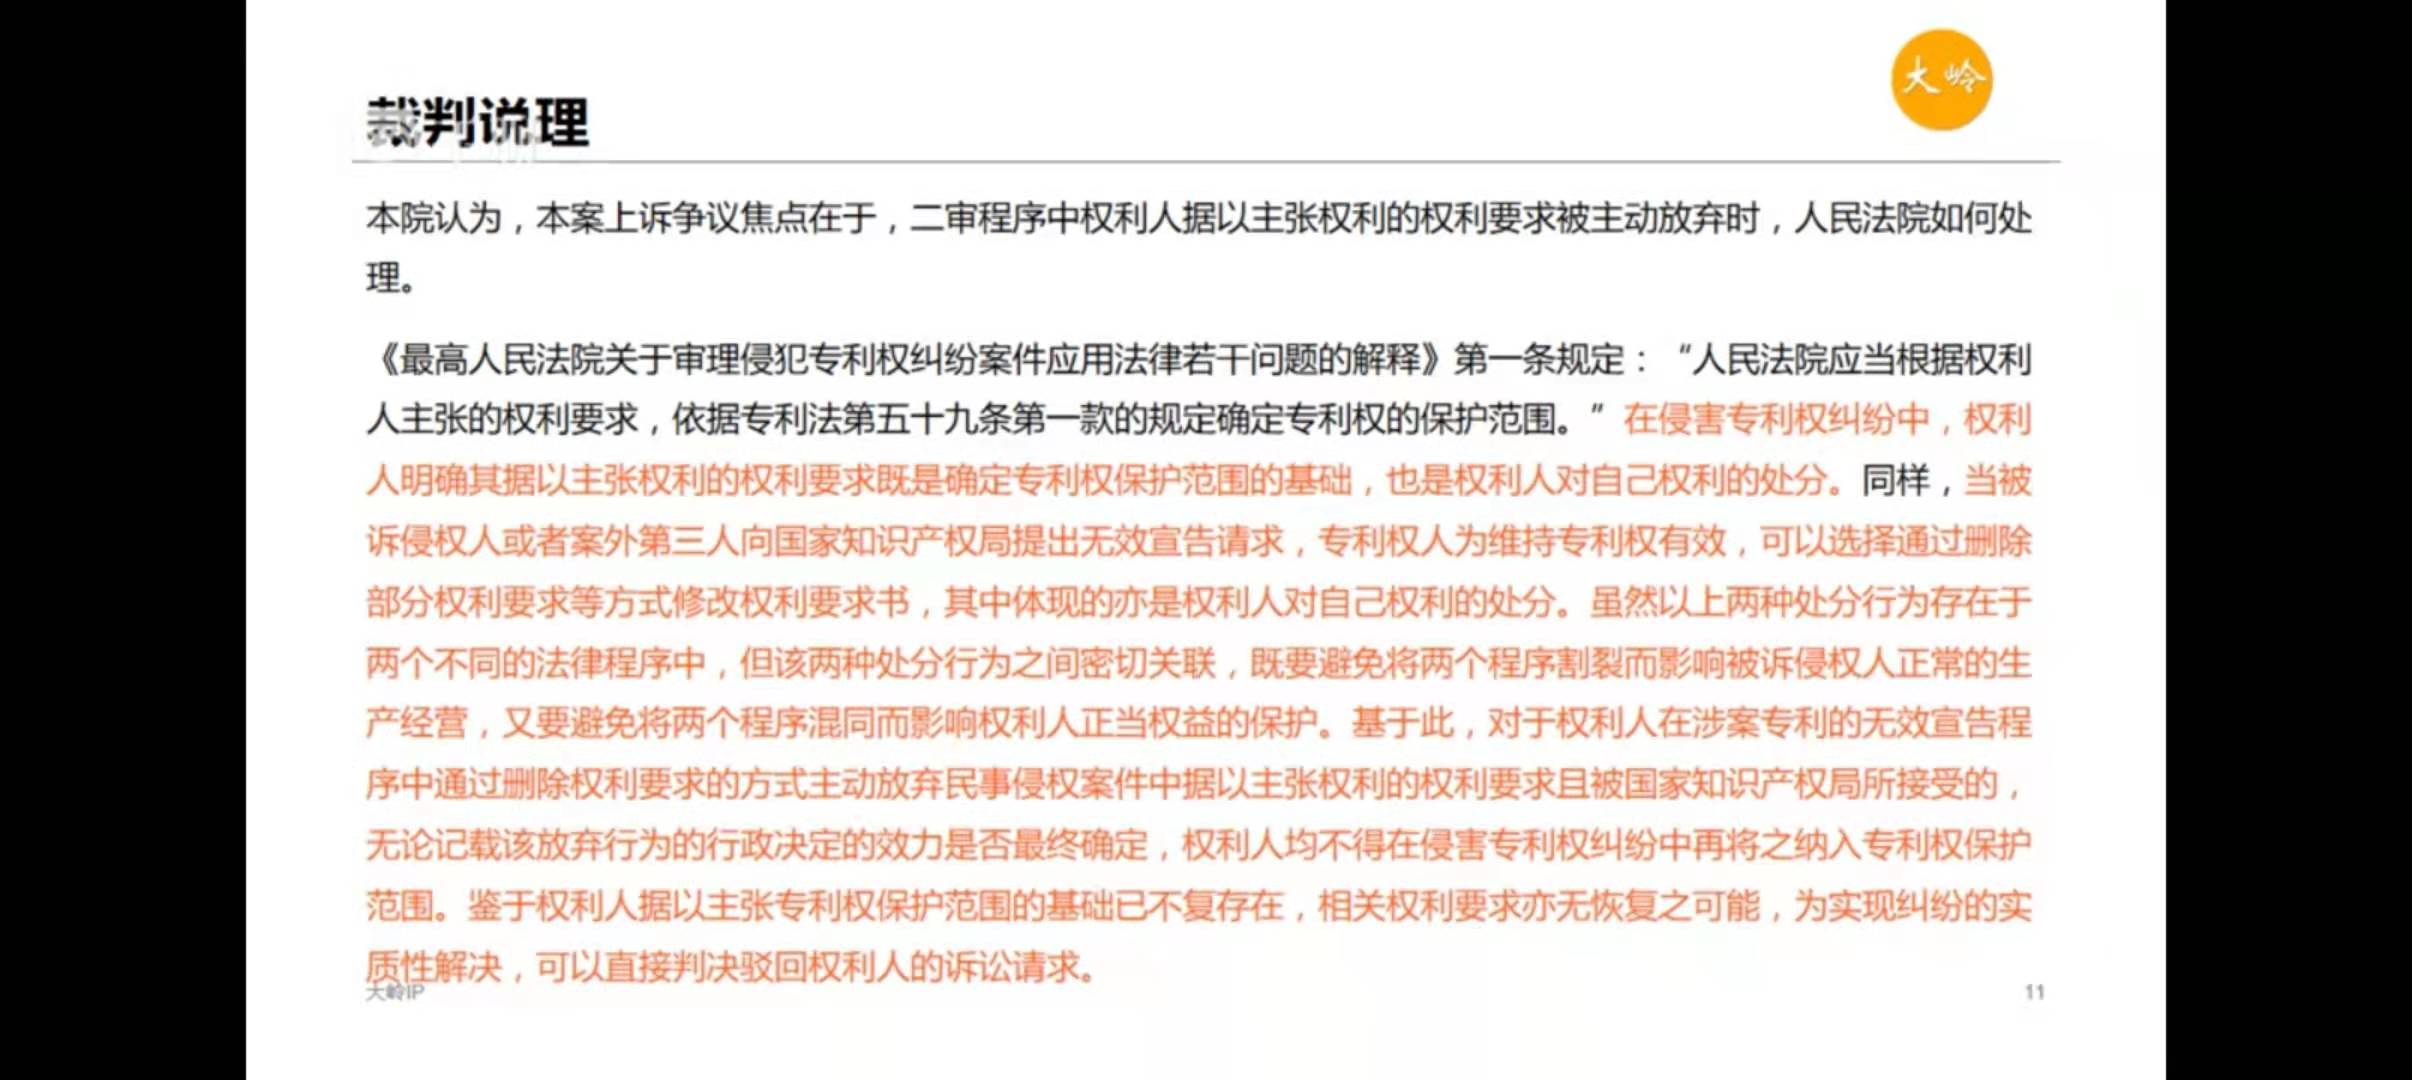 大岭
裁判说理
本院认为，本案上诉争议焦点在于，二审程序中权利人据以主张权利的权利要求被主动放弃时，人民法院如何处
理。
《最高人民法院关于审理侵犯专利权纠纷案件应用法律若干问题的解释》第一条规定：“人民法院应当根据权利
人主张的权利要求，依据专利法第五十九条第一款的规定确定专利权的保护范围。”在侵害专利权纠纷中，权利
人明确其据以主张权利的权利要求既是确定专利权保护范围的基础，也是权利人对自己权利的处分。同样，当被
诉侵权人或者案外第三人向国家知识产权局提出无效宣告请求，专利权人为维持专利权有效，可以选择通过删除
部分权利要求等方式修改权利要求书，其中体现的亦是权利人对自己权利的处分。虽然以上两种处分行为存在于
两个不同的法律程序中，但该两种处分行为之间密切关联，既要避免将两个程序割裂而影响被诉侵权人正常的生
产经营，又要避免将两个程序混同而影响权利人正当权益的保护。基于此，对于权利人在涉案专利的无效宣告程
序中通过删除权利要求的方式主动放弃民事侵权案件中据以主张权利的权利要求且被国家知识产权局所接受的，
无论记载该放弃行为的行政决定的效力是否最终确定，权利人均不得在侵害专利权纠纷中再将之纳入专利权保护
范围。鉴于权利人据以主张专利权保护范围的基础已不复存在，相关权利要求亦无恢复之可能，为实现纠纷的实
质性解决，可以直接判决驳回权利人的诉讼请求。
大岭IP
11